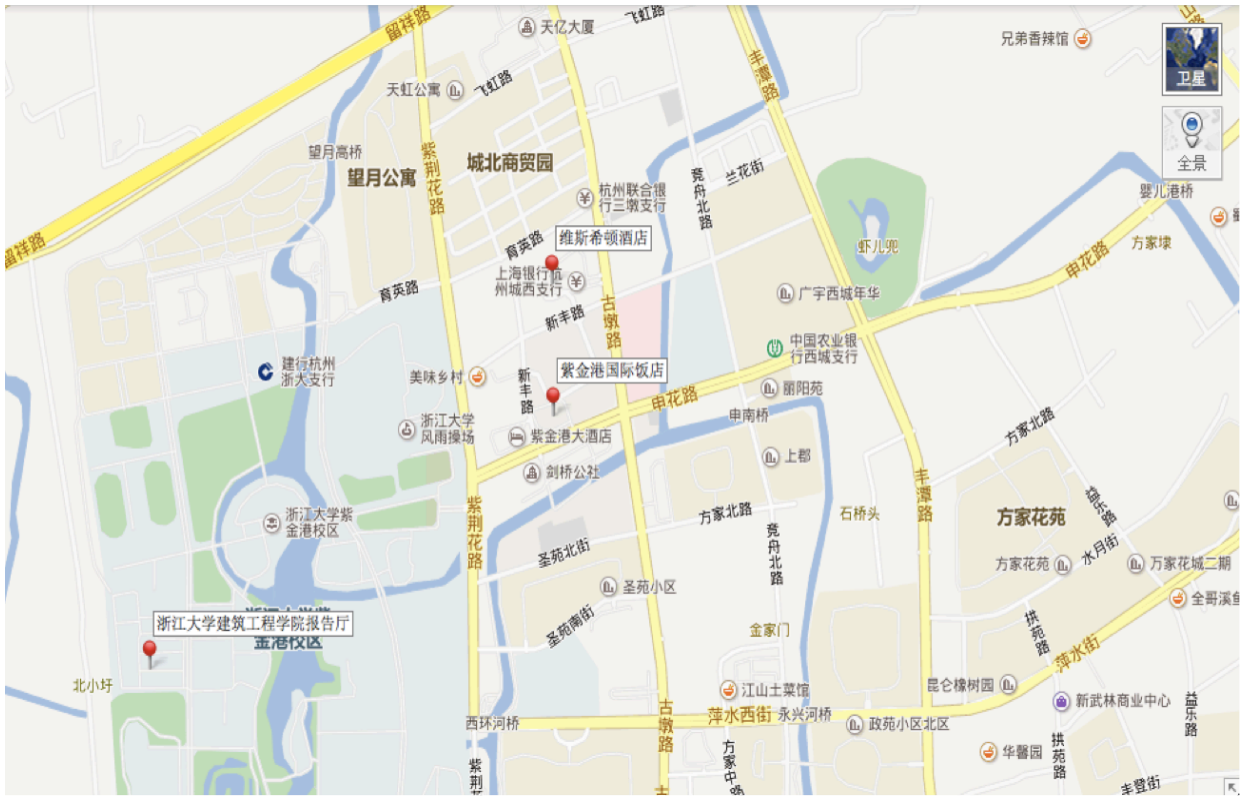 留祥路
飞虹路
天亿大厦
兄弟香辣馆
山
卫星
丰潭路
天虹公寓
飞虹路
全景
望月高桥
望月公寓
紫荆花路
城北商贸园
兰花街
竞舟北路
杭州联合银
行三墩支行
婴儿港桥
留祥路
育英路
维斯希顿酒店
虾儿兜
方家埭
申花路
上海银行杭
州城西支行
育英路
广宇西城年华
新丰路
古墩路
中国农业银
行西城支行
建行杭州
浙大支行
美味乡村
新丰路
紫金港国际饭店
申花路
丽阳苑
申南桥
浙江大学
风雨操场
紫金港大酒店
方家北路
剑桥公社
上郡
丰潭路
益乐路
紫荆花路
浙江大学紫
金港校区
方家北路
石桥头
方家花苑
竞舟北路
水月街
圣苑北街
方家花苑
万家花城二期
圣苑小区
全哥溪鱼
浙江大学紫
金港校区
浙江大学建筑工程学院报告厅
圣苑南街
金家门
拱苑路
萍水街
北小圩
江山土菜馆
昆仑橡树园
新武林商业中心
益乐路
西环河桥
古墩路
萍水西街
永兴河桥
政苑小区北区
华馨园
拱苑路
紫荆
方家中路
古
丰登街